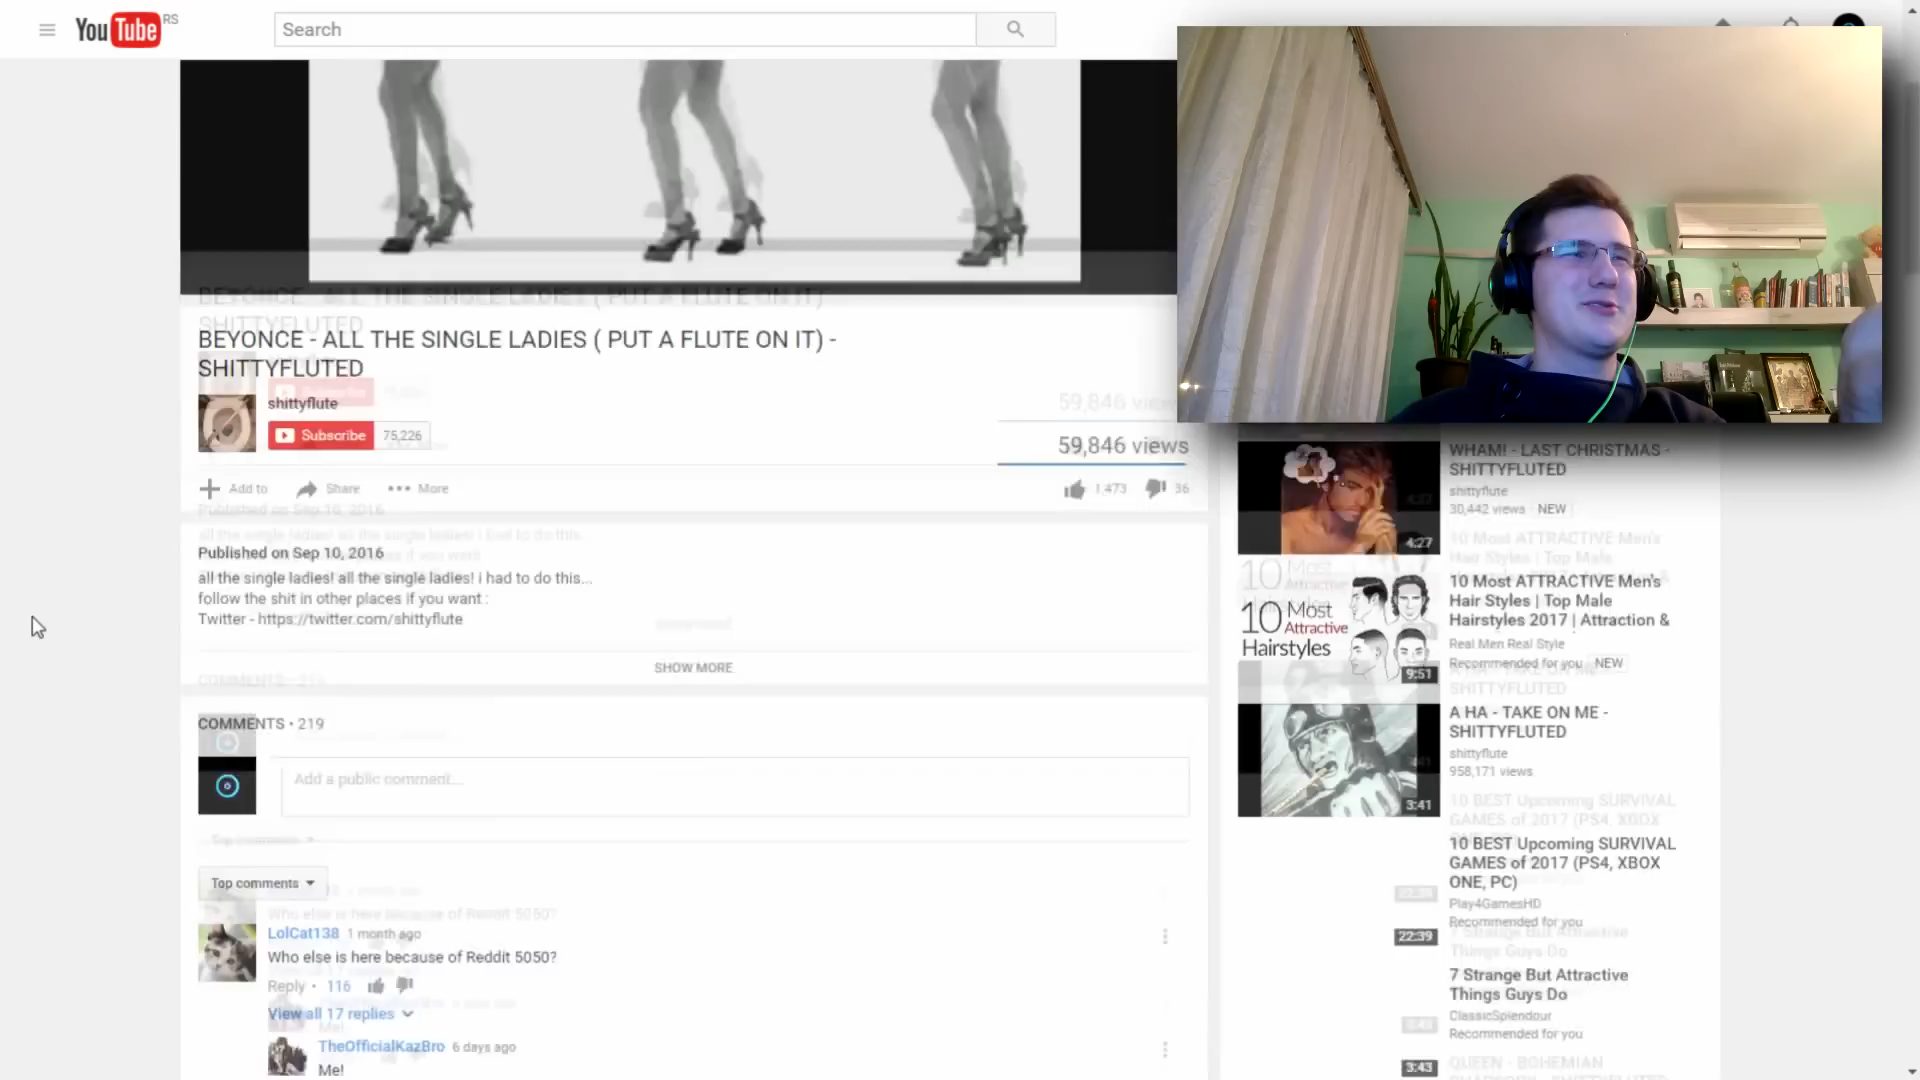 YouTube RS
Search
BEYONCE - ALL THE SINGLE LADIES ( PUT A FLUTE ON IT) -
SHITTYFLUTED
shittyflute
Subscribe 75,226
59,846 views
Add to Share More
1,473 36
Published on Sep 10, 2016
all the single ladies! all the single ladies! i had to do this...
follow the shit in other places if you want :
Twitter - https://twitter.com/shittyflute
SHOW MORE
COMMENTS • 219
Add a public comment...
Top comments
LolCat138 1 month ago
Who else is here because of Reddit 5050?
Reply • 116
View all 17 replies
TheOfficialKazBro 6 days ago
Me!
WHAM! - LAST CHRISTMAS -
SHITTYFLUTED
shittyflute
30,442 views NEW
4:27
10 Most
Attractive
Hairstyles
9:51
10 Most ATTRACTIVE Men's
Hair Styles | Top Male
Hairstyles 2017 | Attraction &
Real Men Real Style
Recommended for you NEW
3:41
A HA - TAKE ON ME -
SHITTYFLUTED
shittyflute
958,171 views
10 BEST Upcoming SURVIVAL
GAMES of 2017 (PS4, XBOX
ONE, PC)
Play4GamesHD
Recommended for you
22:39
7 Strange But Attractive
Things Guys Do
ClassicSplendour
Recommended for you
3:43
QUEEN - BOHEMIAN